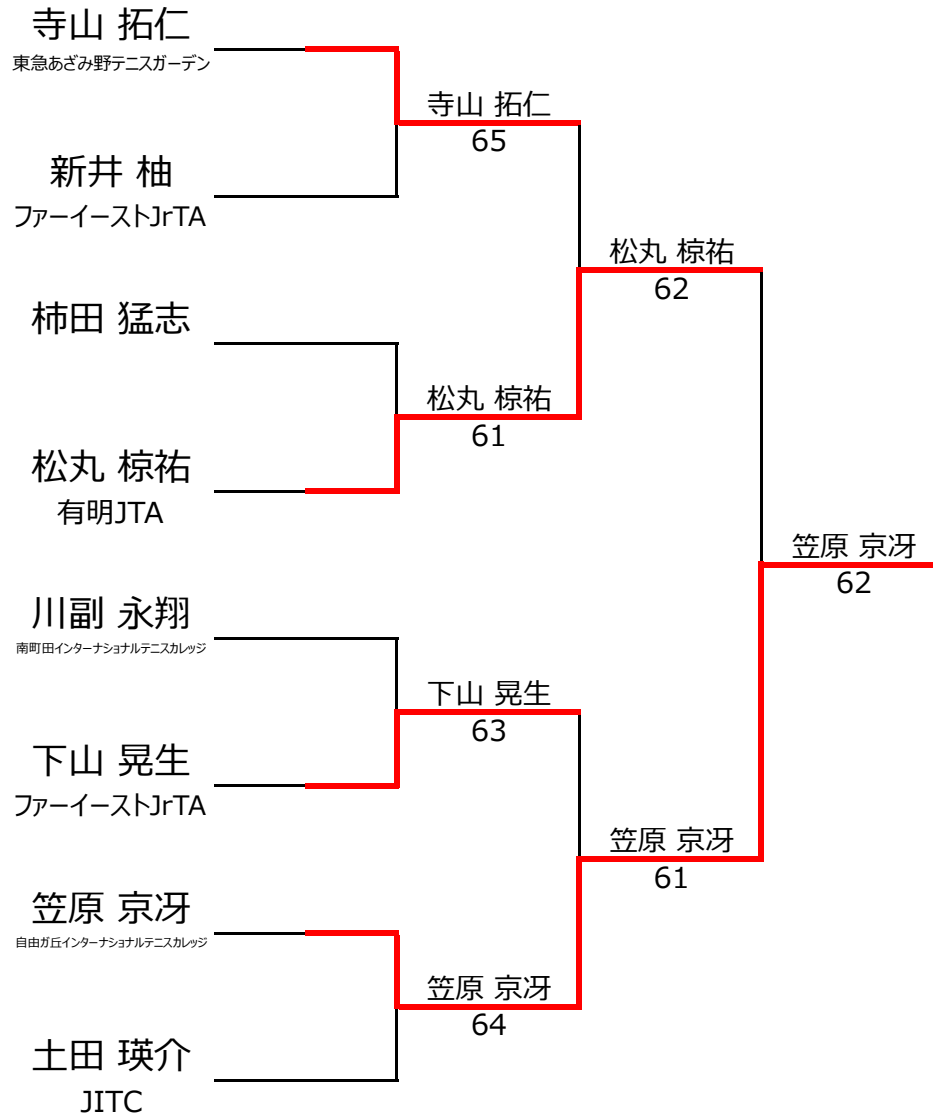 寺山 拓仁
東急あざみ野テニスガーデン
新井 柚
ファーイーストJrTA
柿田 猛志
松丸 椋祐
有明JTA
川副 永翔
南町田インターナショナルテニスカレッジ
下山 晃生
ファーイーストJrTA
笠原 京冴
自由ガ丘インターナショナルテニスカレッジ
土田 瑛介
JITC
寺山 拓仁
65
松丸 椋祐
61
下山 晃生
63
笠原 京冴
64
松丸 椋祐
62
笠原 京冴
61
笠原 京冴
62